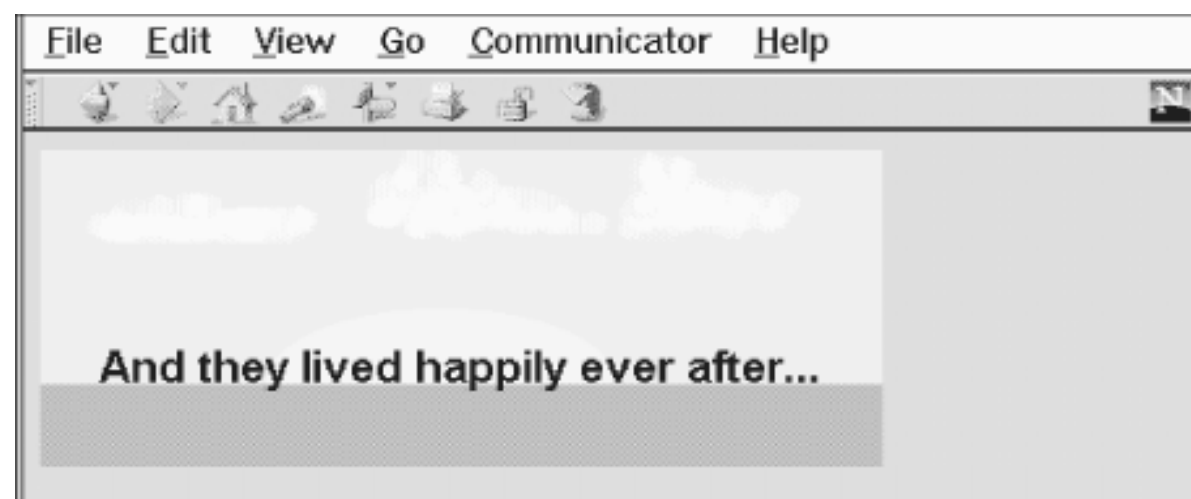 File Edit View Go Communicator Help
N
And they lived happily ever after...